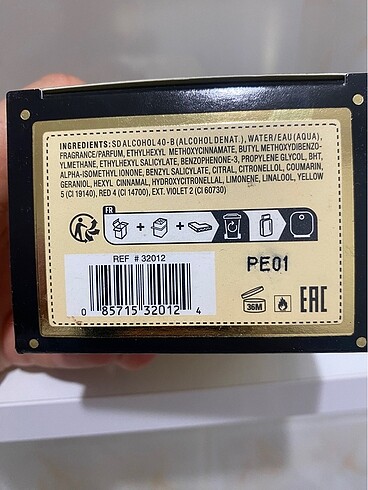 INGREDIENTS: SD ALCOHOL 40-B (ALCOHOL DENAT.), WATER/EAU (AQUA),
FRAGRANCE/PARFUM, ETHYLHEXYL METHOXYCINNAMATE, BUTYL METHOXYDIBENZO-
YLMETHANE, ETHYLHEXYL SALICYLATE, BENZOPHENONE-3, PROPYLENE GLYCOL, BHT,
ALPHA-ISOMETHYL IONONE, BENZYL SALICYLATE, CITRAL, CITRONELLOL, COUMARIN,
GERANIOL, HEXYL CINNAMAL, HYDROXYCITRONELLAL, LIMONENE, LINALOOL, YELLOW
5 (CI 19140), RED 4 (CI 14700), EXT. VIOLET 2 (CI 60730)
FR
REF # 32012
PE01
0 85715 32012 4
36M
EAC